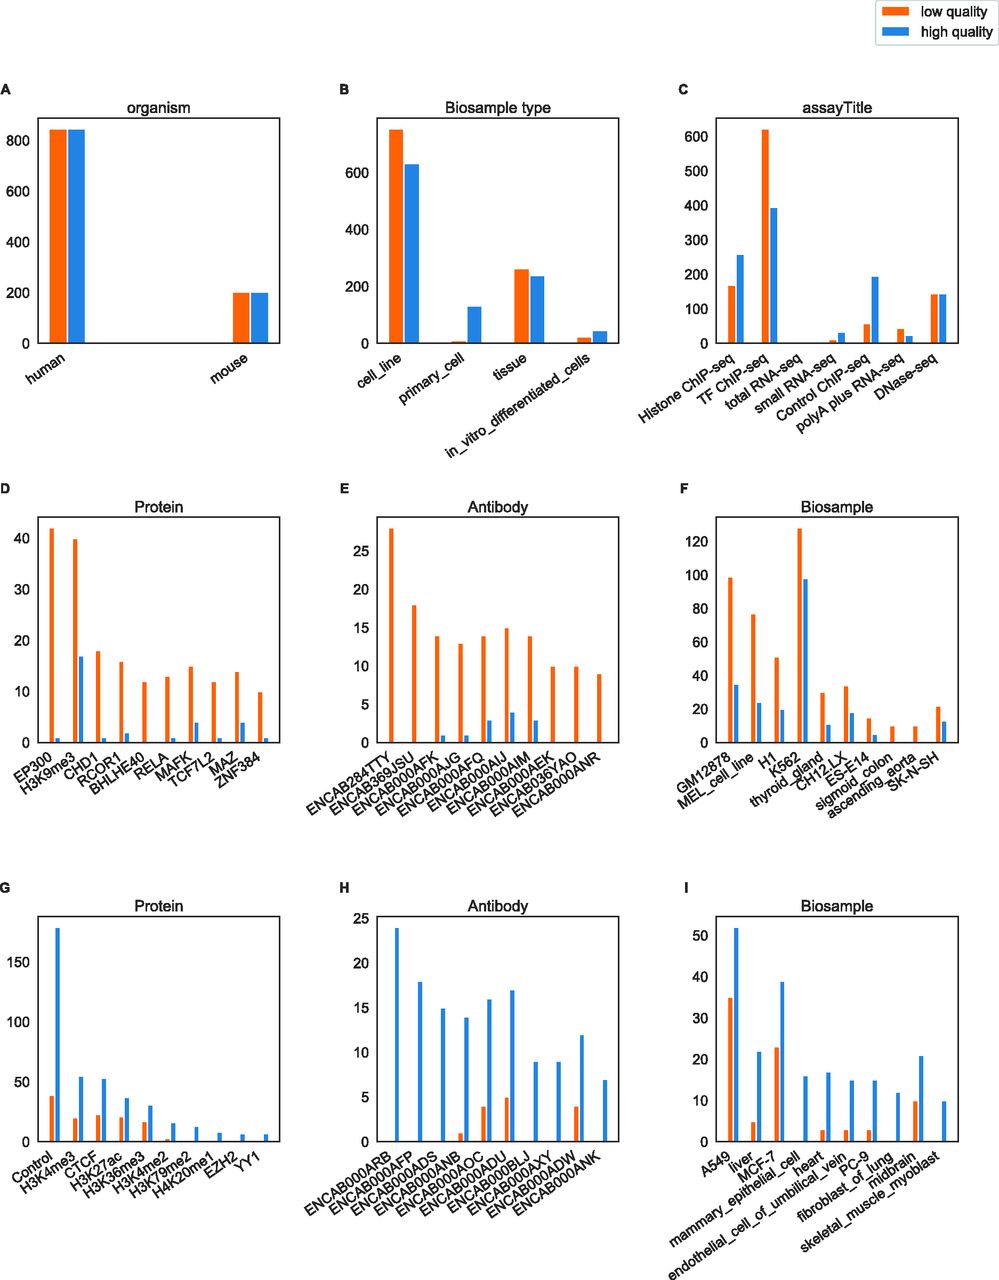 low quality
high quality
A
organism
800
600
400
200
0
human
mouse
B
Biosample type
600
400
200
0
cell_line
primary_cell
tissue
in_vitro_differentiated_cells
C
assayTitle
600
500
400
300
200
100
0
Histone ChIP-seq
TF ChIP-seq
total RNA-seq
small RNA-seq
Control ChIP-seq
polyA plus RNA-seq
DNase-seq
D
Protein
40
30
20
10
0
EP300
H3K9me3
CHD1
RCOR1
BHLHE40
RELA
MAFK
TCF7L2
MAZ
ZNF384
E
Antibody
25
20
15
10
5
0
ENCAB284TTY
ENCAB369JSU
ENCAB000AFK
ENCAB000AJG
ENCAB000AFQ
ENCAB000AIU
ENCAB000AIM
ENCAB000AEK
ENCAB036YAO
ENCAB000ANR
F
Biosample
120
100
80
60
40
20
0
GM12878
MEL_cell_line
H1
K562
thyroid_gland
CH12.LX
ES-E14
sigmoid_colon
ascending_aorta
SK-N-SH
G
Protein
150
100
50
0
Control
H3K4me3
CTCF
H3K27ac
H3K36me3
H3K4me2
H3K79me2
H4K20me1
EZH2
YY1
H
Antibody
25
20
15
10
5
0
ENCAB000ARB
ENCAB000AFP
ENCAB000ADS
ENCAB000ANB
ENCAB000AOC
ENCAB000ADU
ENCAB000BLJ
ENCAB000AXY
ENCAB000ADW
ENCAB000ANK
I
Biosample
50
40
30
20
10
0
A549
liver
MCF-7
mammary_epithelial_cell
heart
endothelial_cell_of_umbilical_vein
PC-9
fibroblast_of_lung
midbrain
skeletal_muscle_myoblast